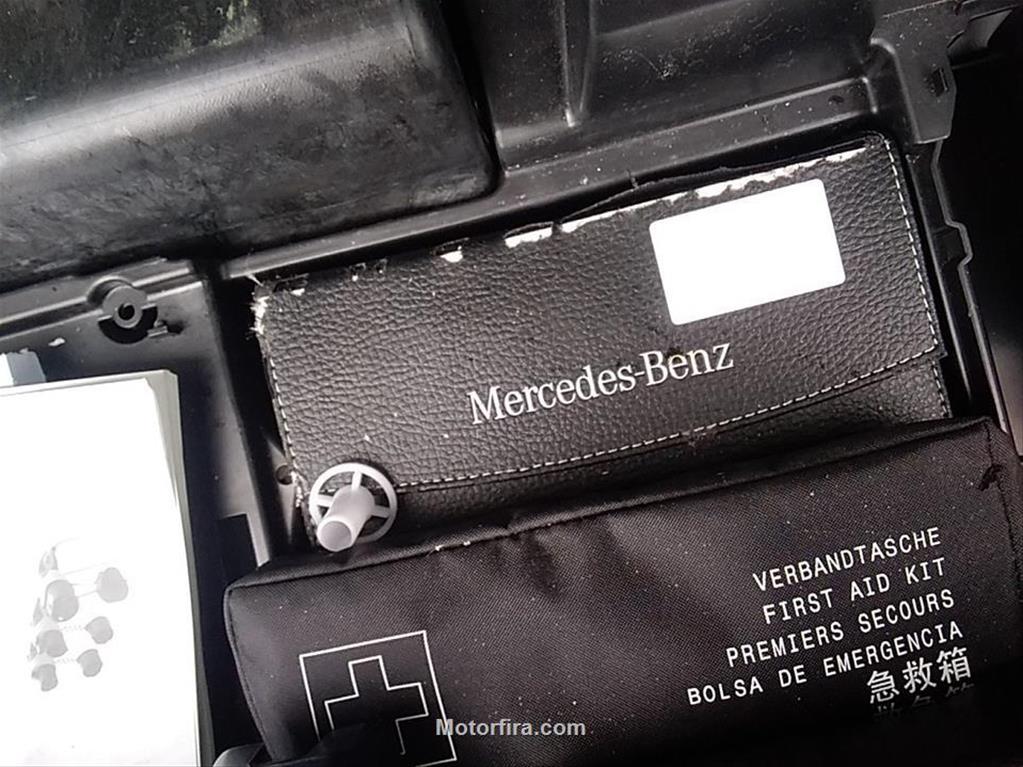 Mercedes-Benz
VERBANDTASCHE
FIRST AID KIT
PREMIERS SECOURS
BOLSA DE EMERGENCIA
急救箱
Motorfira.com